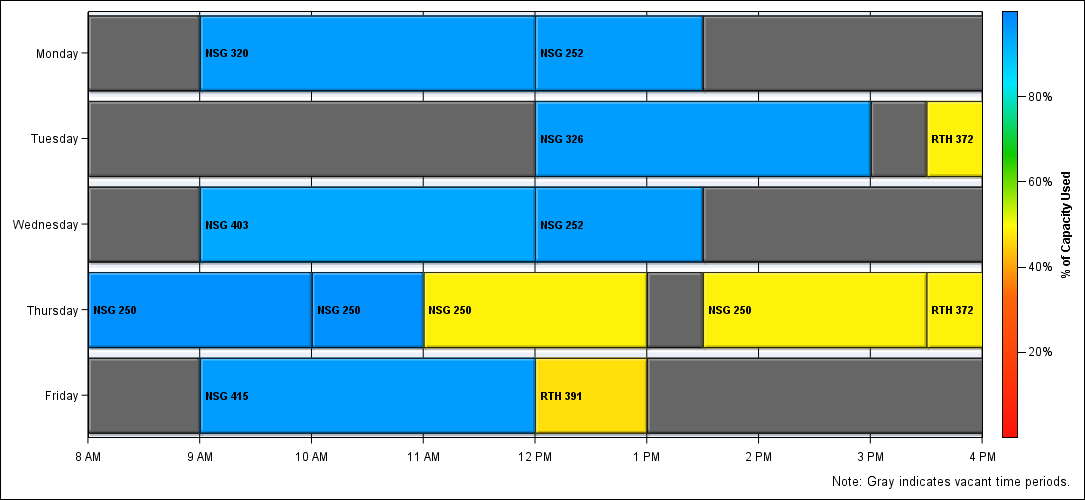 Monday
NSG 320
NSG 252
Tuesday
NSG 326
RTH 372
Wednesday
NSG 403
NSG 252
Thursday
NSG 250
NSG 250
NSG 250
NSG 250
RTH 372
Friday
NSG 415
RTH 391
8 AM
9 AM
10 AM
11 AM
12 PM
1 PM
2 PM
3 PM
4 PM
80%
60%
40%
20%
% of Capacity Used
Note: Gray indicates vacant time periods.